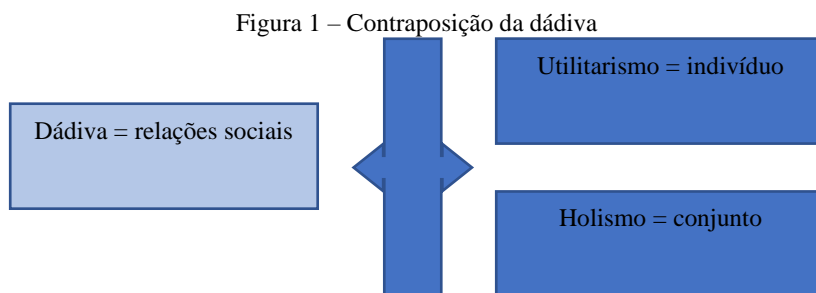 Figura 1 – Contraposição da dádiva
Utilitarismo = indivíduo
Dádiva = relações sociais
Holismo = conjunto